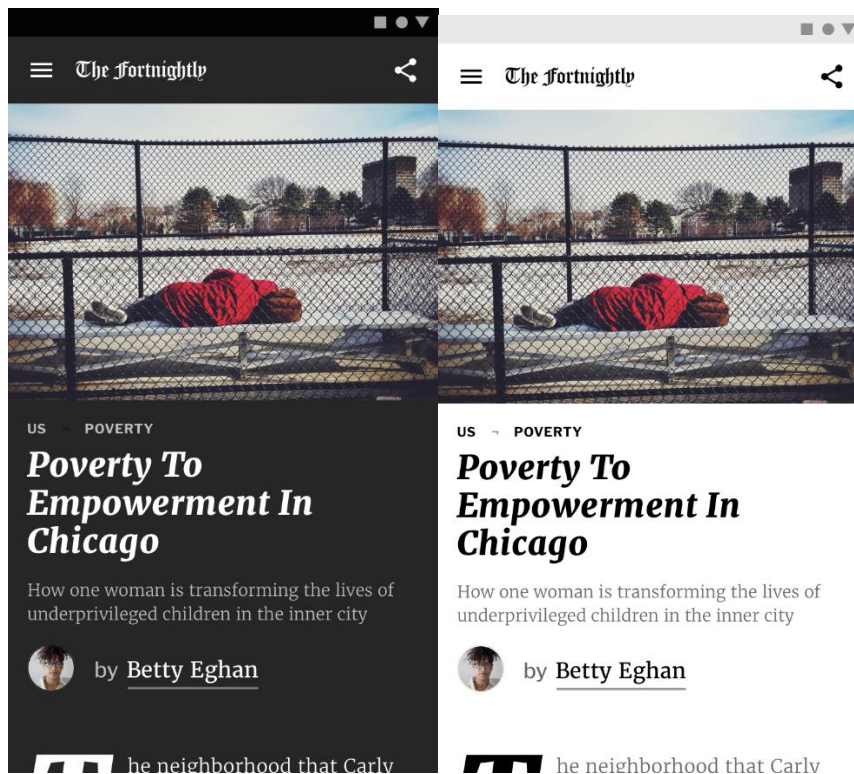 The Fortnightly
US ¬ POVERTY
Poverty To
Empowerment In
Chicago
How one woman is transforming the lives of
underprivileged children in the inner city
by Betty Eghan
The neighborhood that Carly
The Fortnightly
US ¬ POVERTY
Poverty To
Empowerment In
Chicago
How one woman is transforming the lives of
underprivileged children in the inner city
by Betty Eghan
The neighborhood that Carly